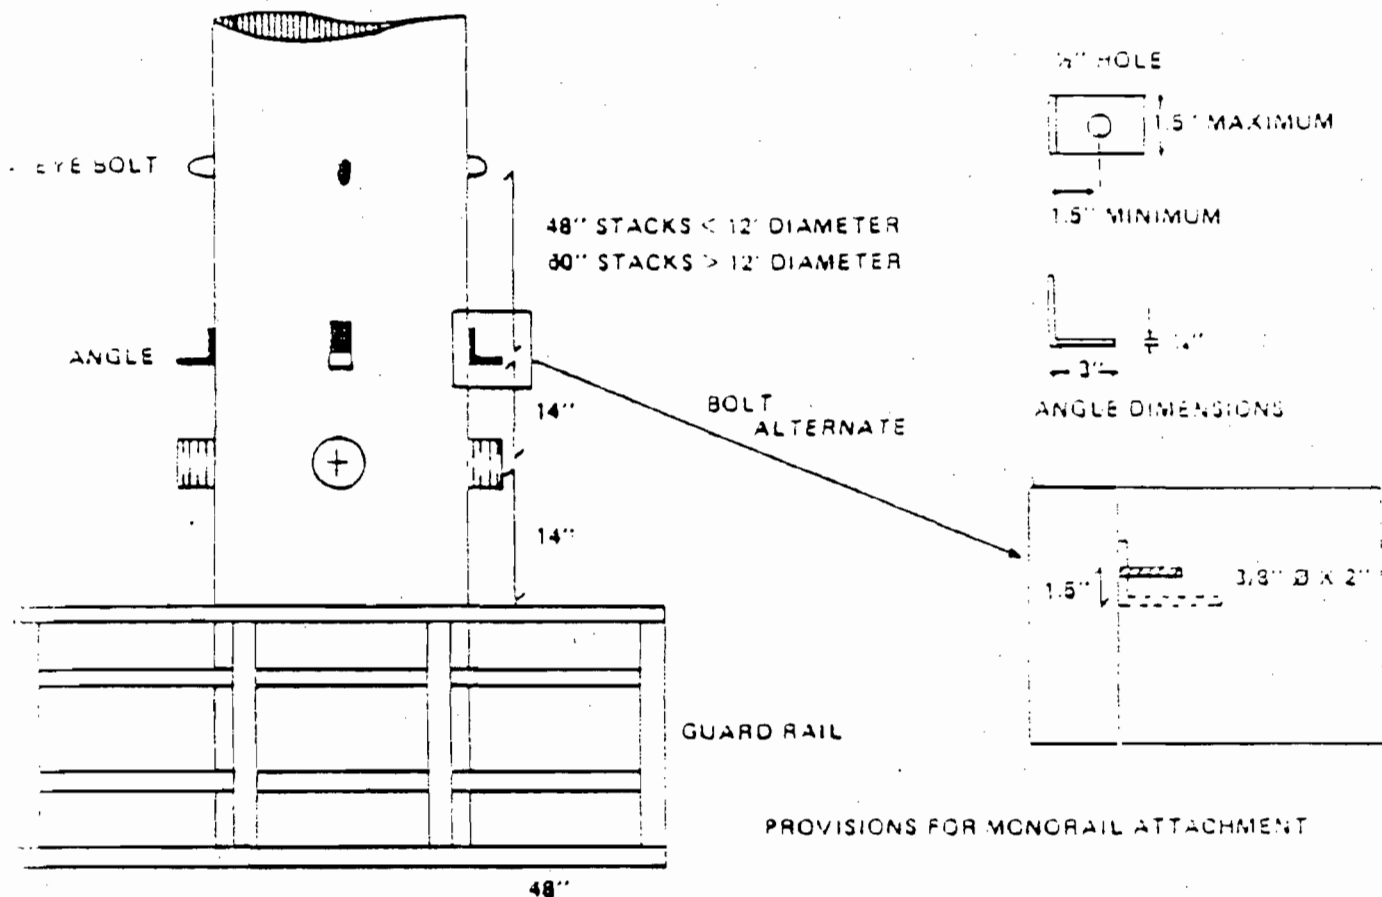 EYE BOLT
48" STACKS < 12' DIAMETER
60" STACKS > 12' DIAMETER
ANGLE
14"
14"
BOLT
ALTERNATE
GUARD RAIL
48"
HOLE
1.5" MAXIMUM
1.5" MINIMUM
3"
ANGLE DIMENSIONS
1.5"
3/8" Ø X 2"
PROVISIONS FOR MONORAIL ATTACHMENT